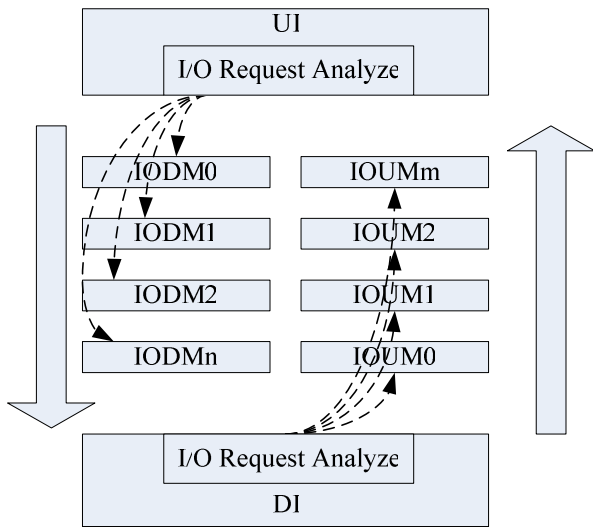 UI
I/O Request Analyze
IODM0
IOUMm
IODM1
IOUM2
IODM2
IOUM1
IODMn
IOUM0
I/O Request Analyze
DI